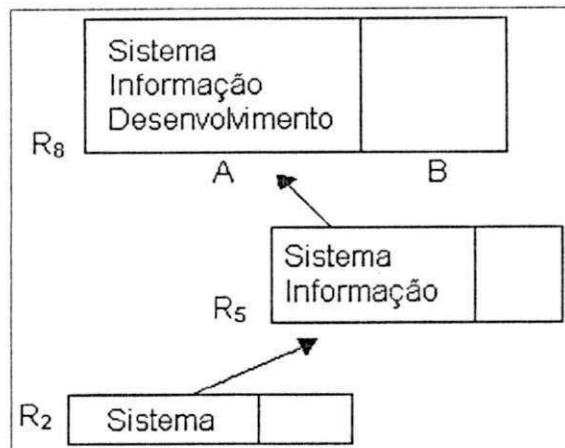 Sistema
Informação
Desenvolvimento
R8
A B
Sistema
Informação
R5
R2 Sistema